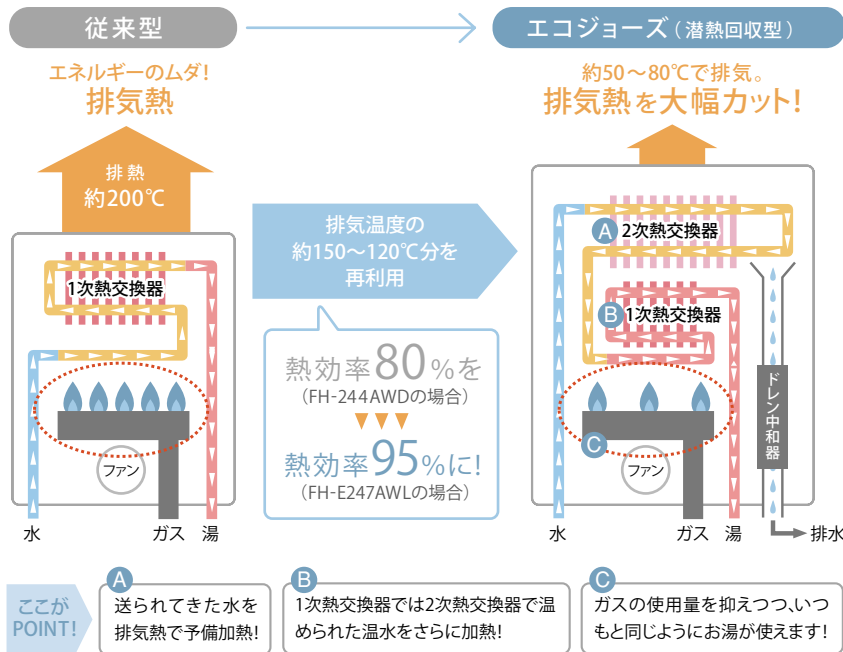 従来型
エコジョーズ（潜熱回収型）
エネルギーのムダ!
排気熱
約50〜80℃で排気。
排気熱を大幅カット!
排熱
約200℃
1次熱交換器
ファン
水
ガス
湯
排気温度の
約150〜120℃分を
再利用
熱効率80%を
（FH-244AWDの場合）
熱効率95%に!
（FH-E247AWLの場合）
A
2次熱交換器
B
1次熱交換器
C
ファン
ドレン中和器
水
ガス
湯
排水
ここが
POINT!
A
送られてきた水を
排気熱で予備加熱!
B
1次熱交換器では2次熱交換器で温
められた温水をさらに加熱!
C
ガスの使用量を抑えつつ、いつ
もと同じようにお湯が使えます!